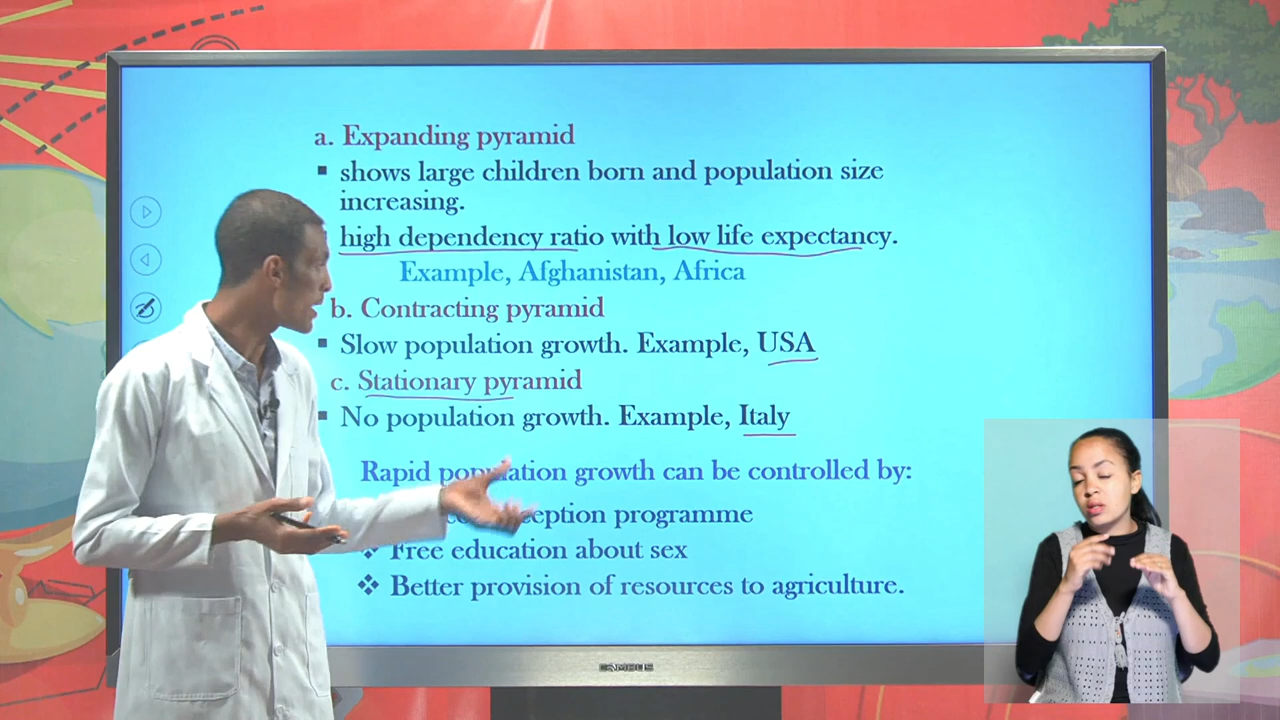 a. Expanding pyramid
▪ shows large children born and population size
increasing.
high dependency ratio with low life expectancy.
Example, Afghanistan, Africa
b. Contracting pyramid
▪ Slow population growth. Example, USA
c. Stationary pyramid
▪ No population growth. Example, Italy
Rapid population growth can be controlled by:
programme
❖ Free education about sex
❖ Better provision of resources to agriculture.